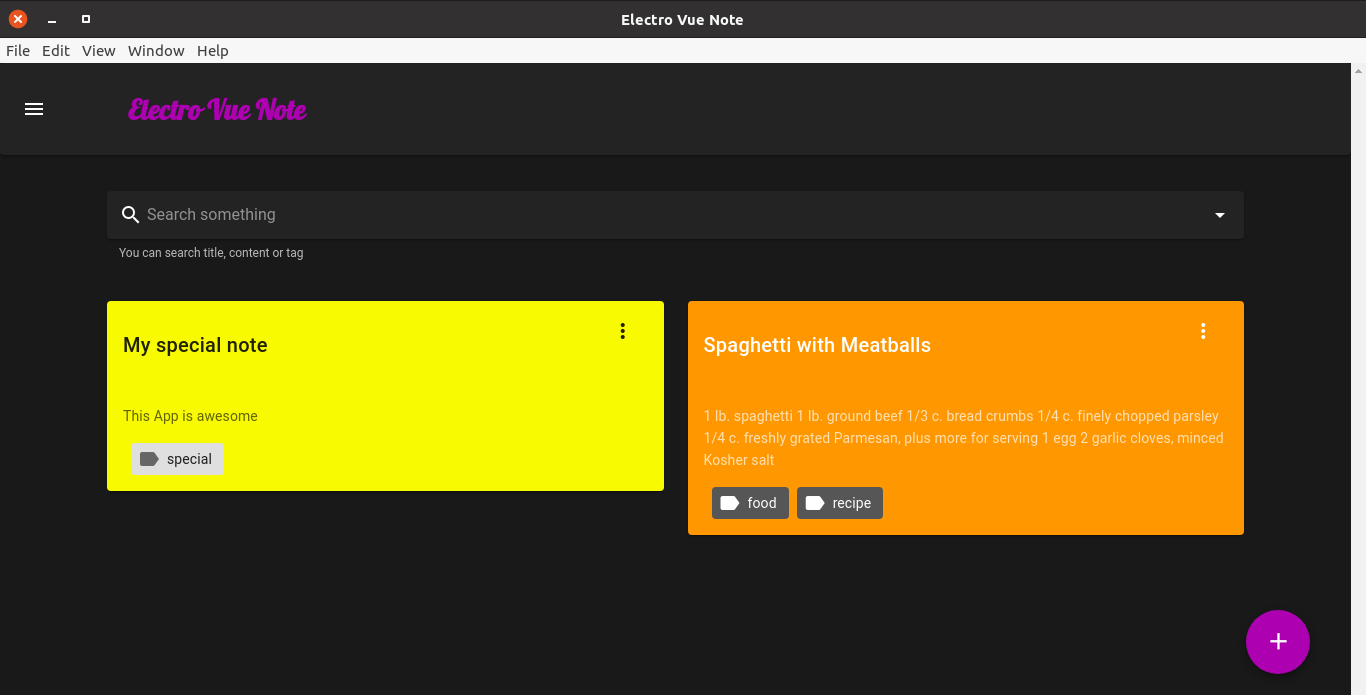 Electro Vue Note
File Edit View Window Help
Electro Vue Note
Search something
You can search title, content or tag
My special note
This App is awesome
special
Spaghetti with Meatballs
1 lb. spaghetti 1 lb. ground beef 1/3 c. bread crumbs 1/4 c. finely chopped parsley
1/4 c. freshly grated Parmesan, plus more for serving 1 egg 2 garlic cloves, minced
Kosher salt
food recipe